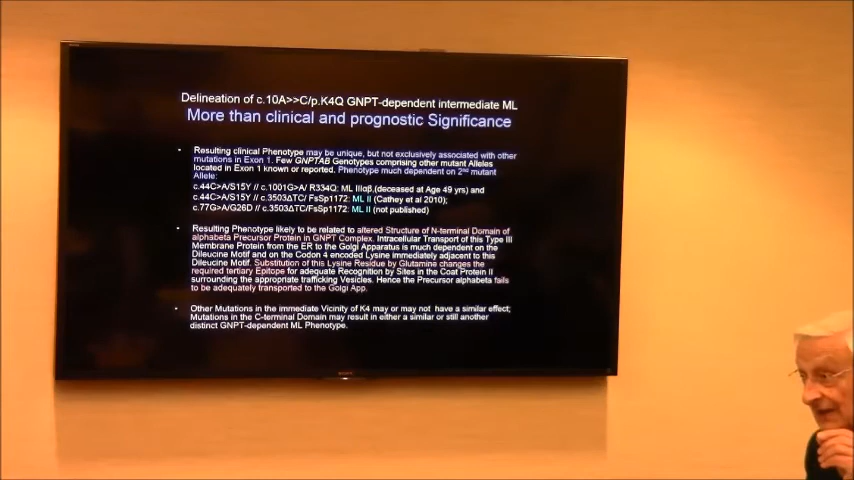 Delineation of c.10A>>C/p.K4Q GNPT-dependent intermediate ML
More than clinical and prognostic Significance
• Resulting clinical Phenotype may be unique, but not exclusively associated with other
mutations in Exon 1. Few GNPTAB Genotypes comprising other mutant Alleles
located in Exon 1 known or reported. Phenotype much dependent on 2nd mutant
Allele:
c.44C>A/S15Y // c.1001G>A/ R334Q: ML IIIαβ,(deceased at Age 49 yrs) and
c.44C>A/S15Y // c.3503ΔTC/ FsSp1172: ML II (Cathey et al 2010);
c.77G>A/G26D // c.3503ΔTC/FsSp1172: ML II (not published)
• Resulting Phenotype likely to be related to altered Structure of N-terminal Domain of
alphabeta Precursor Protein in GNPT Complex. Intracellular Transport of this Type III
Membrane Protein from the ER to the Golgi Apparatus is much dependent on the
Dileucine Motif and on the Codon 4 encoded Lysine immediately adjacent to this
Dileucine Motif. Substitution of this Lysine Residue by Glutamine changes the
required tertiary Epitope for adequate Recognition by Sites in the Coat Protein II
surrounding the appropriate trafficking Vesicles. Hence the Precursor alphabeta fails
to be adequately transported to the Golgi App.
• Other Mutations in the immediate Vicinity of K4 may or may not have a similar effect;
Mutations in the C-terminal Domain may result in either a similar or still another
distinct GNPT-dependent ML Phenotype.
SONY